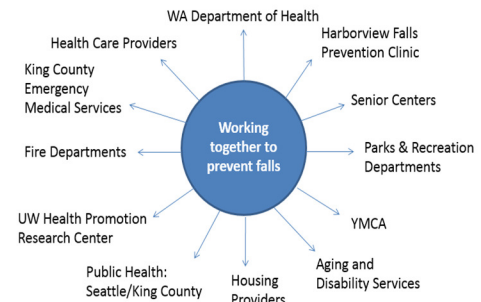 WA Department of Health
Harborview Falls
Prevention Clinic
Senior Centers
Parks & Recreation
Departments
YMCA
Aging and
Disability Services
Housing
Providers
Public Health:
Seattle/King County
UW Health Promotion
Research Center
Fire Departments
King County
Emergency
Medical Services
Health Care Providers
Working
together to
prevent falls